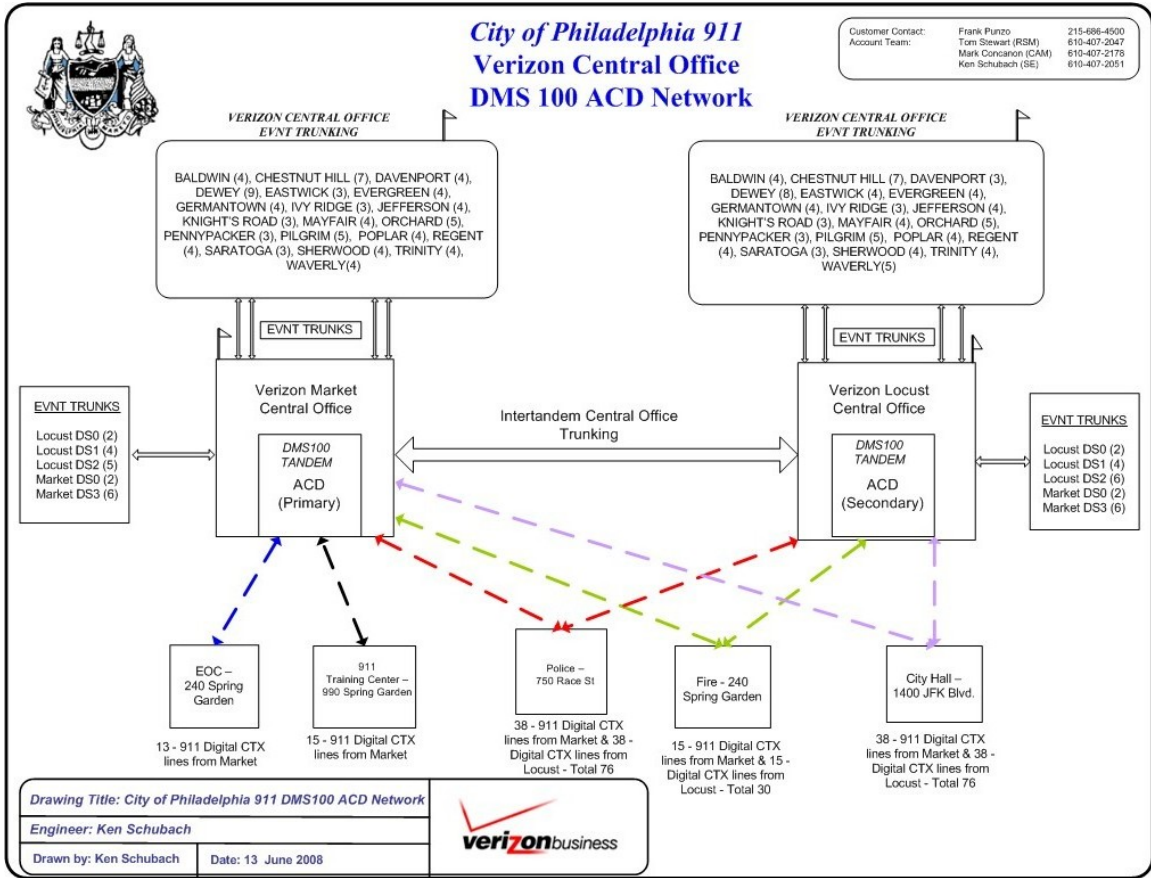 City of Philadelphia 911
Verizon Central Office
DMS 100 ACD Network
Customer Contact: Frank Punzo 215-686-4500
Account Team: Tom Stewart (RSM) 610-407-2047
Mark Concanon (CAM) 610-407-2178
Ken Schubach (SE) 610-407-2051
VERIZON CENTRAL OFFICE
EVNT TRUNKING
BALDWIN (4), CHESTNUT HILL (7), DAVENPORT (4),
DEWEY (9), EASTWICK (3), EVERGREEN (4),
GERMANTOWN (4), IVY RIDGE (3), JEFFERSON (4),
KNIGHT'S ROAD (3), MAYFAIR (4), ORCHARD (5),
PENNYPACKER (3), PILGRIM (5), POPLAR (4), REGENT
(4), SARATOGA (3), SHERWOOD (4), TRINITY (4),
WAVERLY(4)
VERIZON CENTRAL OFFICE
EVNT TRUNKING
BALDWIN (4), CHESTNUT HILL (7), DAVENPORT (3),
DEWEY (8), EASTWICK (4), EVERGREEN (4),
GERMANTOWN (4), IVY RIDGE (3), JEFFERSON (4),
KNIGHT'S ROAD (3), MAYFAIR (4), ORCHARD (5),
PENNYPACKER (3), PILGRIM (5), POPLAR (4), REGENT
(4), SARATOGA (3), SHERWOOD (4), TRINITY (4),
WAVERLY(5)
EVNT TRUNKS
EVNT TRUNKS
EVNT TRUNKS
Locust DS0 (2)
Locust DS1 (4)
Locust DS2 (5)
Market DS0 (2)
Market DS3 (6)
Verizon Market
Central Office
DMS100
TANDEM
ACD
(Primary)
Intertandem Central Office
Trunking
Verizon Locust
Central Office
DMS100
TANDEM
ACD
(Secondary)
EVNT TRUNKS
Locust DS0 (2)
Locust DS1 (4)
Locust DS2 (6)
Market DS0 (2)
Market DS3 (6)
EOC –
240 Spring
Garden
13 - 911 Digital CTX
lines from Market
911
Training Center –
990 Spring Garden
15 - 911 Digital CTX
lines from Market
Police –
750 Race St
38 - 911 Digital CTX
lines from Market & 38 -
Digital CTX lines from
Locust - Total 76
Fire - 240
Spring Garden
15 - 911 Digital CTX
lines from Market & 15 -
Digital CTX lines from
Locust - Total 30
City Hall –
1400 JFK Blvd.
38 - 911 Digital CTX
lines from Market & 38 -
Digital CTX lines from
Locust - Total 76
Drawing Title: City of Philadelphia 911 DMS100 ACD Network
Engineer: Ken Schubach
Drawn by: Ken Schubach Date: 13 June 2008
verizonbusiness